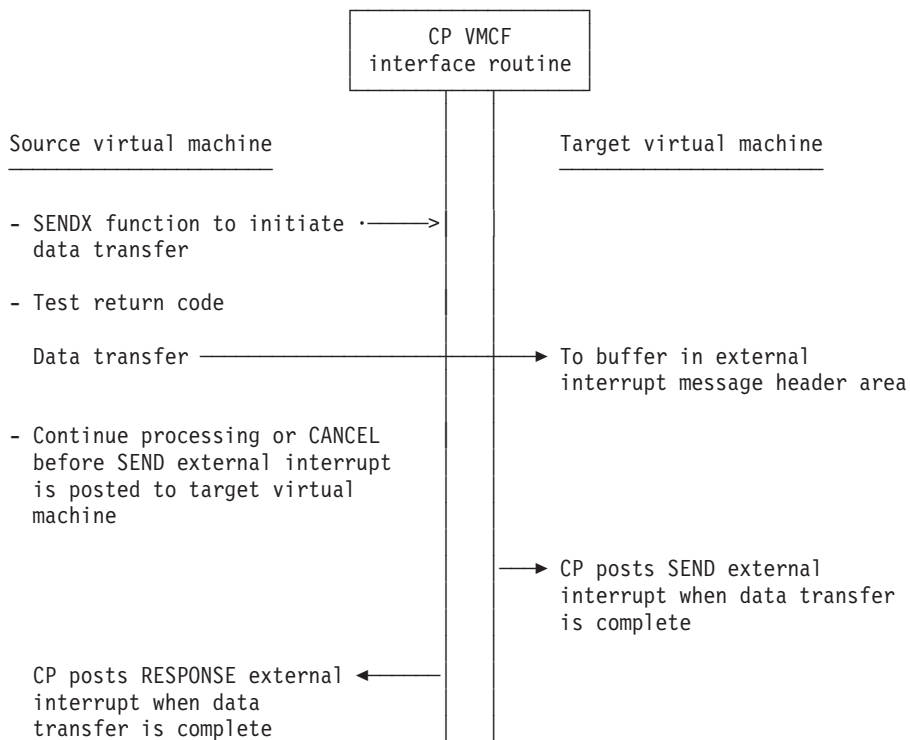 CP VMCF
interface routine
Source virtual machine
Target virtual machine
- SENDX function to initiate
data transfer
- Test return code
Data transfer
To buffer in external
interrupt message header area
- Continue processing or CANCEL
before SEND external interrupt
is posted to target virtual
machine
CP posts SEND external
interrupt when data transfer
is complete
CP posts RESPONSE external
interrupt when data
transfer is complete